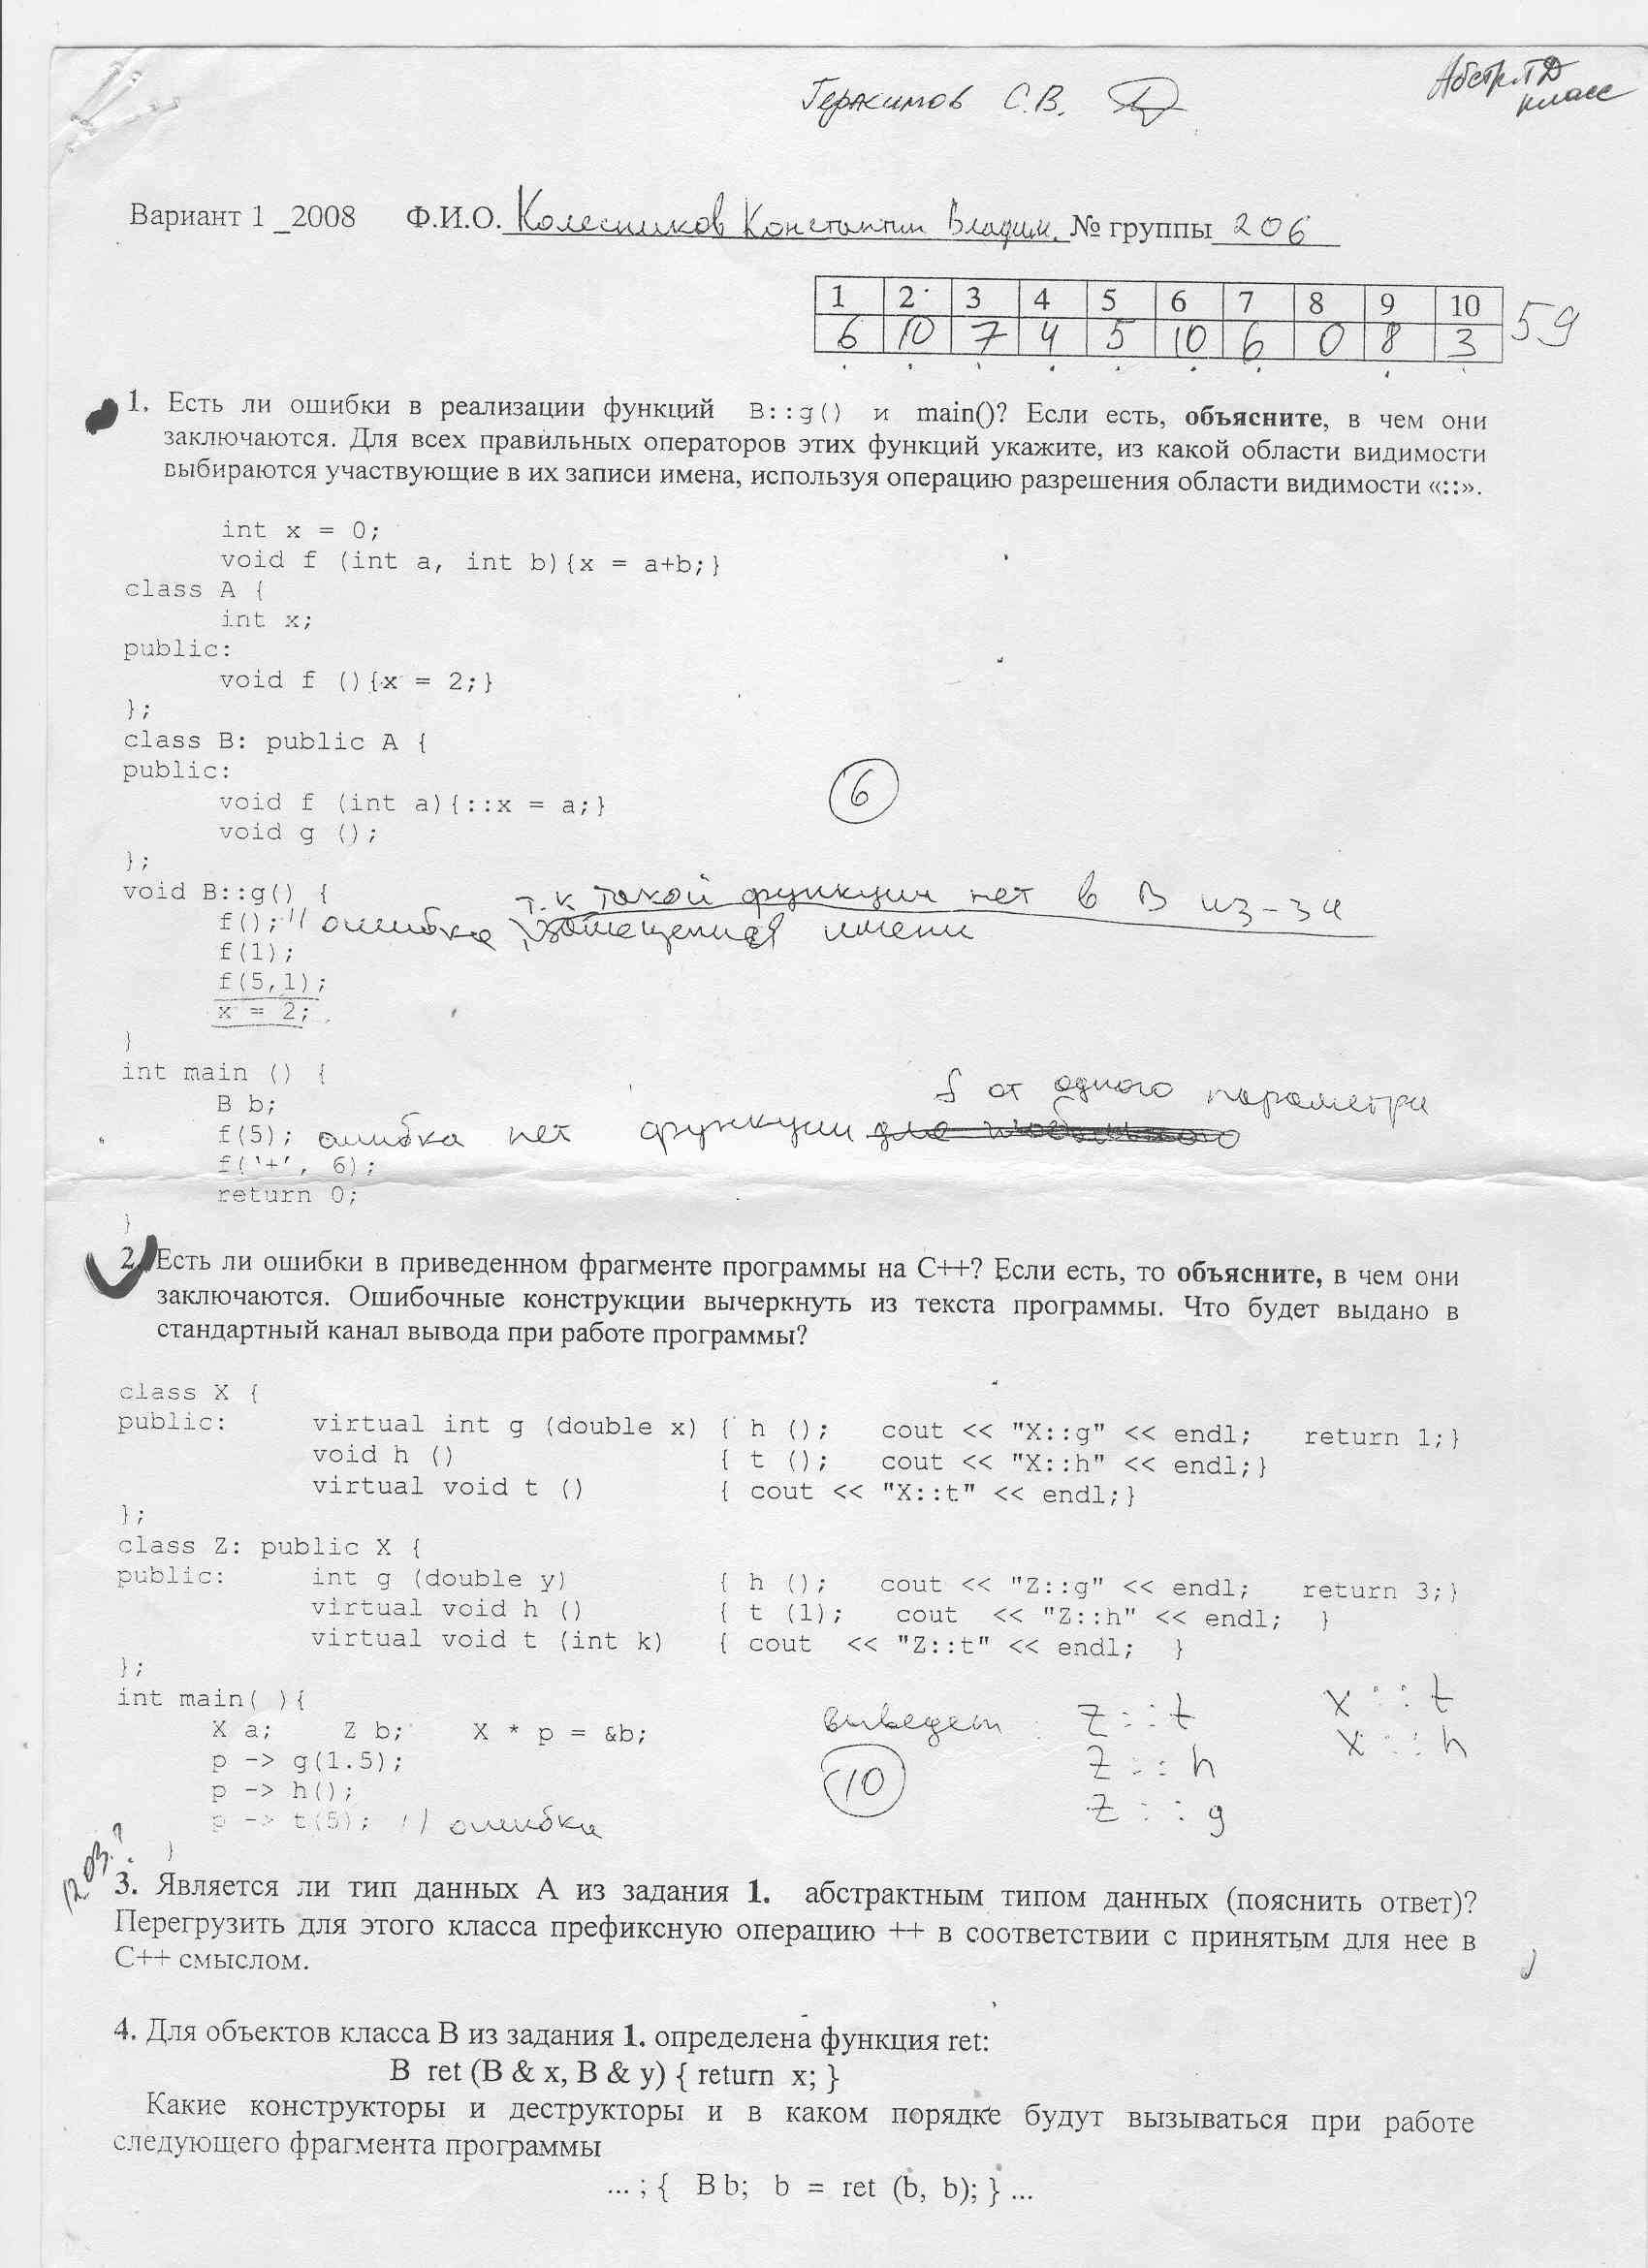 Герасимов С.В.
Абстр.ТД
класс
Вариант 1 _2008 Ф.И.О. Колесников Константин Владим. № группы 206
1 2 3 4 5 6 7 8 9 10
6 10 7 4 5 10 6 0 8 3 59
1. Есть ли ошибки в реализации функций B::g() и main()? Если есть, объясните, в чем они
заключаются. Для всех правильных операторов этих функций укажите, из какой области видимости
выбираются участвующие в их записи имена, используя операцию разрешения области видимости «::».
int x = 0;
void f (int a, int b){x = a+b;}
class A {
int x;
public:
void f (){x = 2;}
};
class B: public A {
public:
6
void f (int a){::x = a;}
void g ();
};
void B::g() {
т.к такой функции нет в B из-за
f(); // ошибка, замещения имени
f(1);
f(5,1);
x = 2;
}
int main () {
B b;
f от одного параметра
f(5); ошибка нет функции
f('+', 6);
return 0;
}
2. Есть ли ошибки в приведенном фрагменте программы на C++? Если есть, то объясните, в чем они
заключаются. Ошибочные конструкции вычеркнуть из текста программы. Что будет выдано в
стандартный канал вывода при работе программы?
class X {
public: virtual int g (double x) { h (); cout << "X::g" << endl; return 1;}
void h () { t (); cout << "X::h" << endl;}
virtual void t () { cout << "X::t" << endl;}
};
class Z: public X {
public: int g (double y) { h (); cout << "Z::g" << endl; return 3;}
virtual void h () { t (1); cout << "Z::h" << endl; }
virtual void t (int k) { cout << "Z::t" << endl; }
};
int main( ){
X a; Z b; X * p = &b; выведет: Z::t X::t
p -> g(1.5); Z::h X::h
p -> h(); 10 Z::g
p -> t(5); // ошибка
}
12.03.?
3. Является ли тип данных A из задания 1. абстрактным типом данных (пояснить ответ)?
Перегрузить для этого класса префиксную операцию ++ в соответствии с принятым для нее в
C++ смыслом.
4. Для объектов класса B из задания 1. определена функция ret:
B ret (B & x, B & y) { return x; }
Какие конструкторы и деструкторы и в каком порядке будут вызываться при работе
следующего фрагмента программы
... ; { B b; b = ret (b, b); } ...